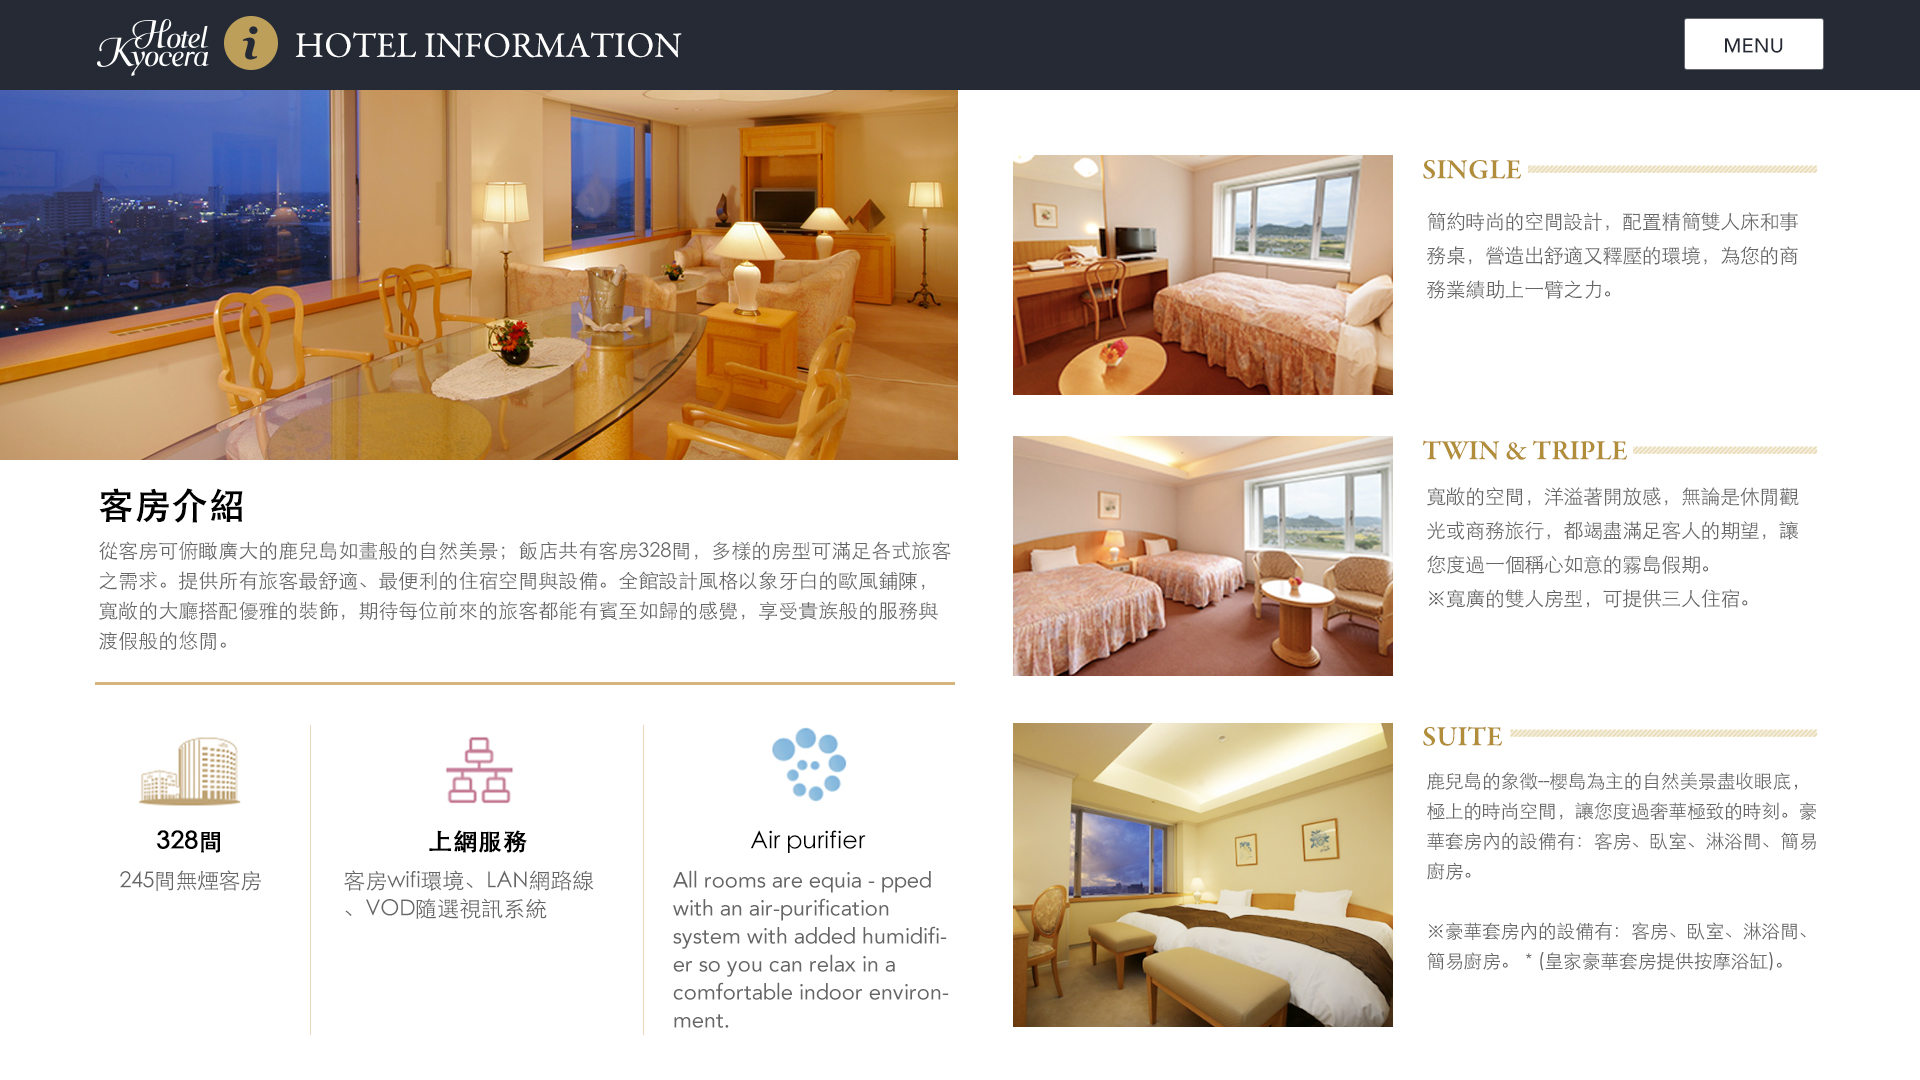 Hotel
Kyocera
i
HOTEL INFORMATION
MENU
客房介紹
從客房可俯瞰廣大的鹿兒島如畫般的自然美景；飯店共有客房328間，多樣的房型可滿足各式旅客
之需求。提供所有旅客最舒適、最便利的住宿空間與設備。全館設計風格以象牙白的歐風鋪陳，
寬敞的大廳搭配優雅的裝飾，期待每位前來的旅客都能有賓至如歸的感覺，享受貴族般的服務與
渡假般的悠閒。
328間
245間無煙客房
上網服務
客房wifi環境、LAN網路線
、VOD隨選視訊系統
Air purifier
All rooms are equia - pped
with an air-purification
system with added humidifi-
er so you can relax in a
comfortable indoor environ-
ment.
SINGLE
簡約時尚的空間設計，配置精簡雙人床和事
務桌，營造出舒適又釋壓的環境，為您的商
務業績助上一臂之力。
TWIN & TRIPLE
寬敞的空間，洋溢著開放感，無論是休閒觀
光或商務旅行，都竭盡滿足客人的期望，讓
您度過一個稱心如意的霧島假期。
※寬廣的雙人房型，可提供三人住宿。
SUITE
鹿兒島的象徵--櫻島為主的自然美景盡收眼底，
極上的時尚空間，讓您度過奢華極致的時刻。豪
華套房內的設備有：客房、臥室、淋浴間、簡易
廚房。
※豪華套房內的設備有：客房、臥室、淋浴間、
簡易廚房。 * (皇家豪華套房提供按摩浴缸)。